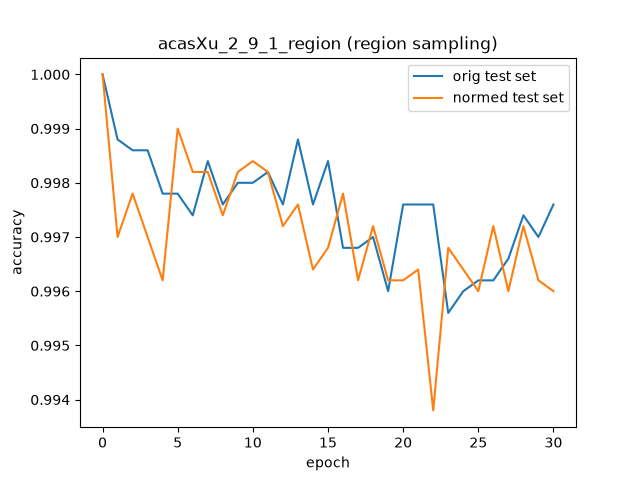 acasXu_2_9_1_region (region sampling)
orig test set
normed test set
accuracy
1.000
0.999
0.998
0.997
0.996
0.995
0.994
0 5 10 15 20 25 30
epoch